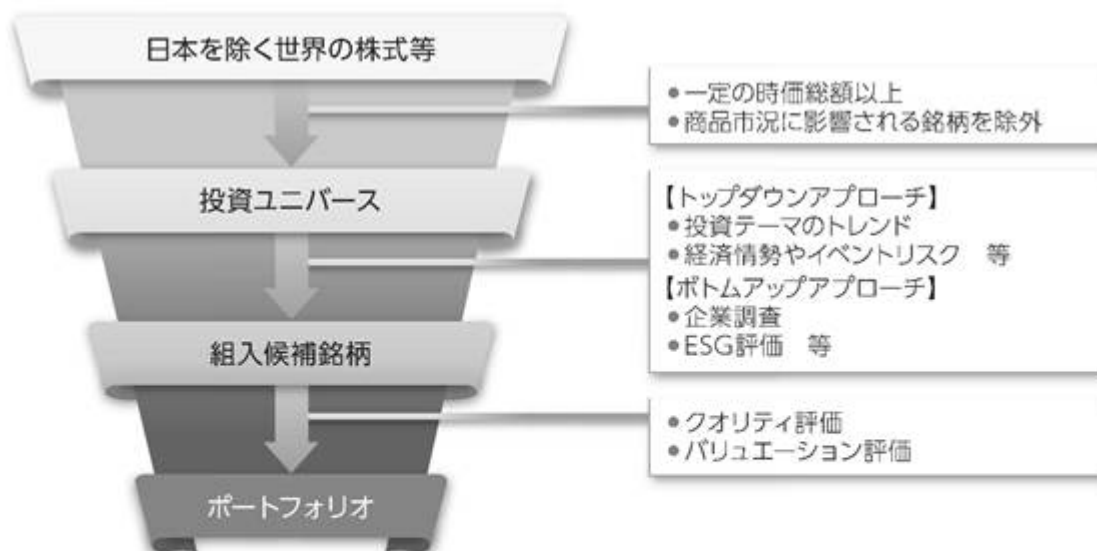 日本を除く世界の株式等
● 一定の時価総額以上
● 商品市況に影響される銘柄を除外
投資ユニバース
【トップダウンアプローチ】
● 投資テーマのトレンド
● 経済情勢やイベントリスク　等
【ボトムアップアプローチ】
● 企業調査
● ESG評価　等
組入候補銘柄
● クオリティ評価
● バリュエーション評価
ポートフォリオ